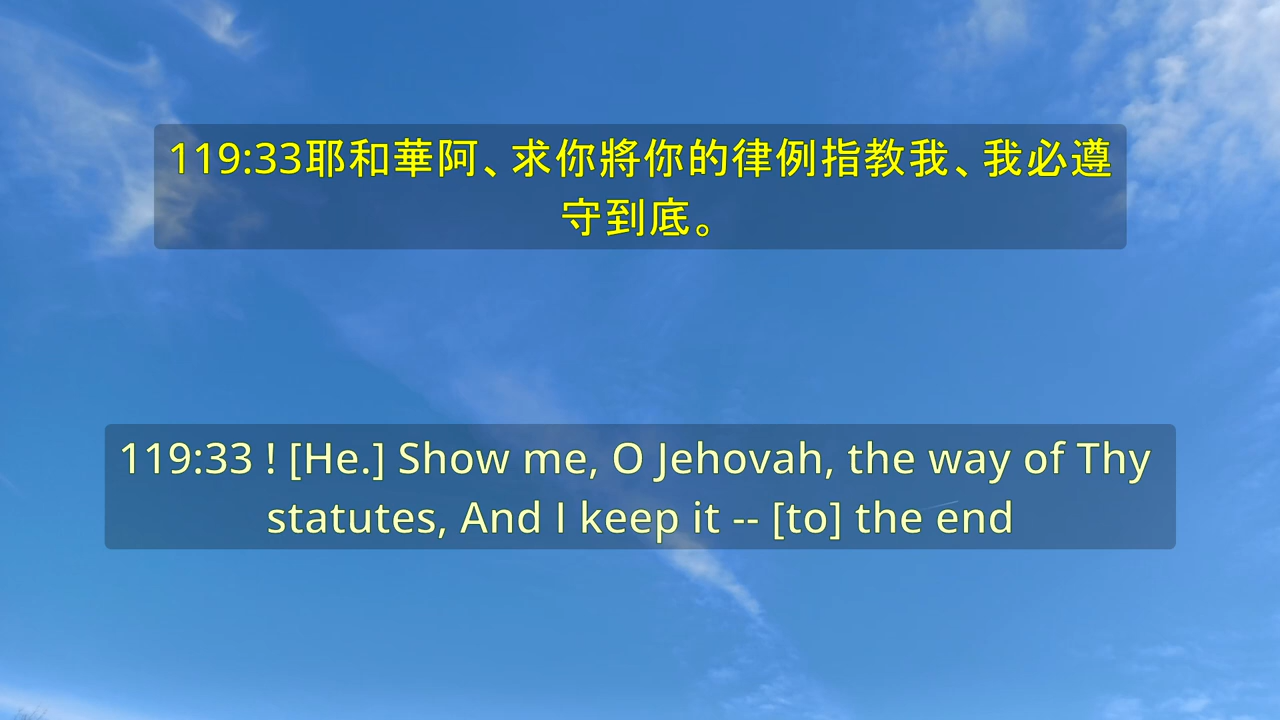 119:33耶和華阿、求你將你的律例指教我、我必遵
守到底。
119:33 ! [He.] Show me, O Jehovah, the way of Thy
statutes, And I keep it -- [to] the end